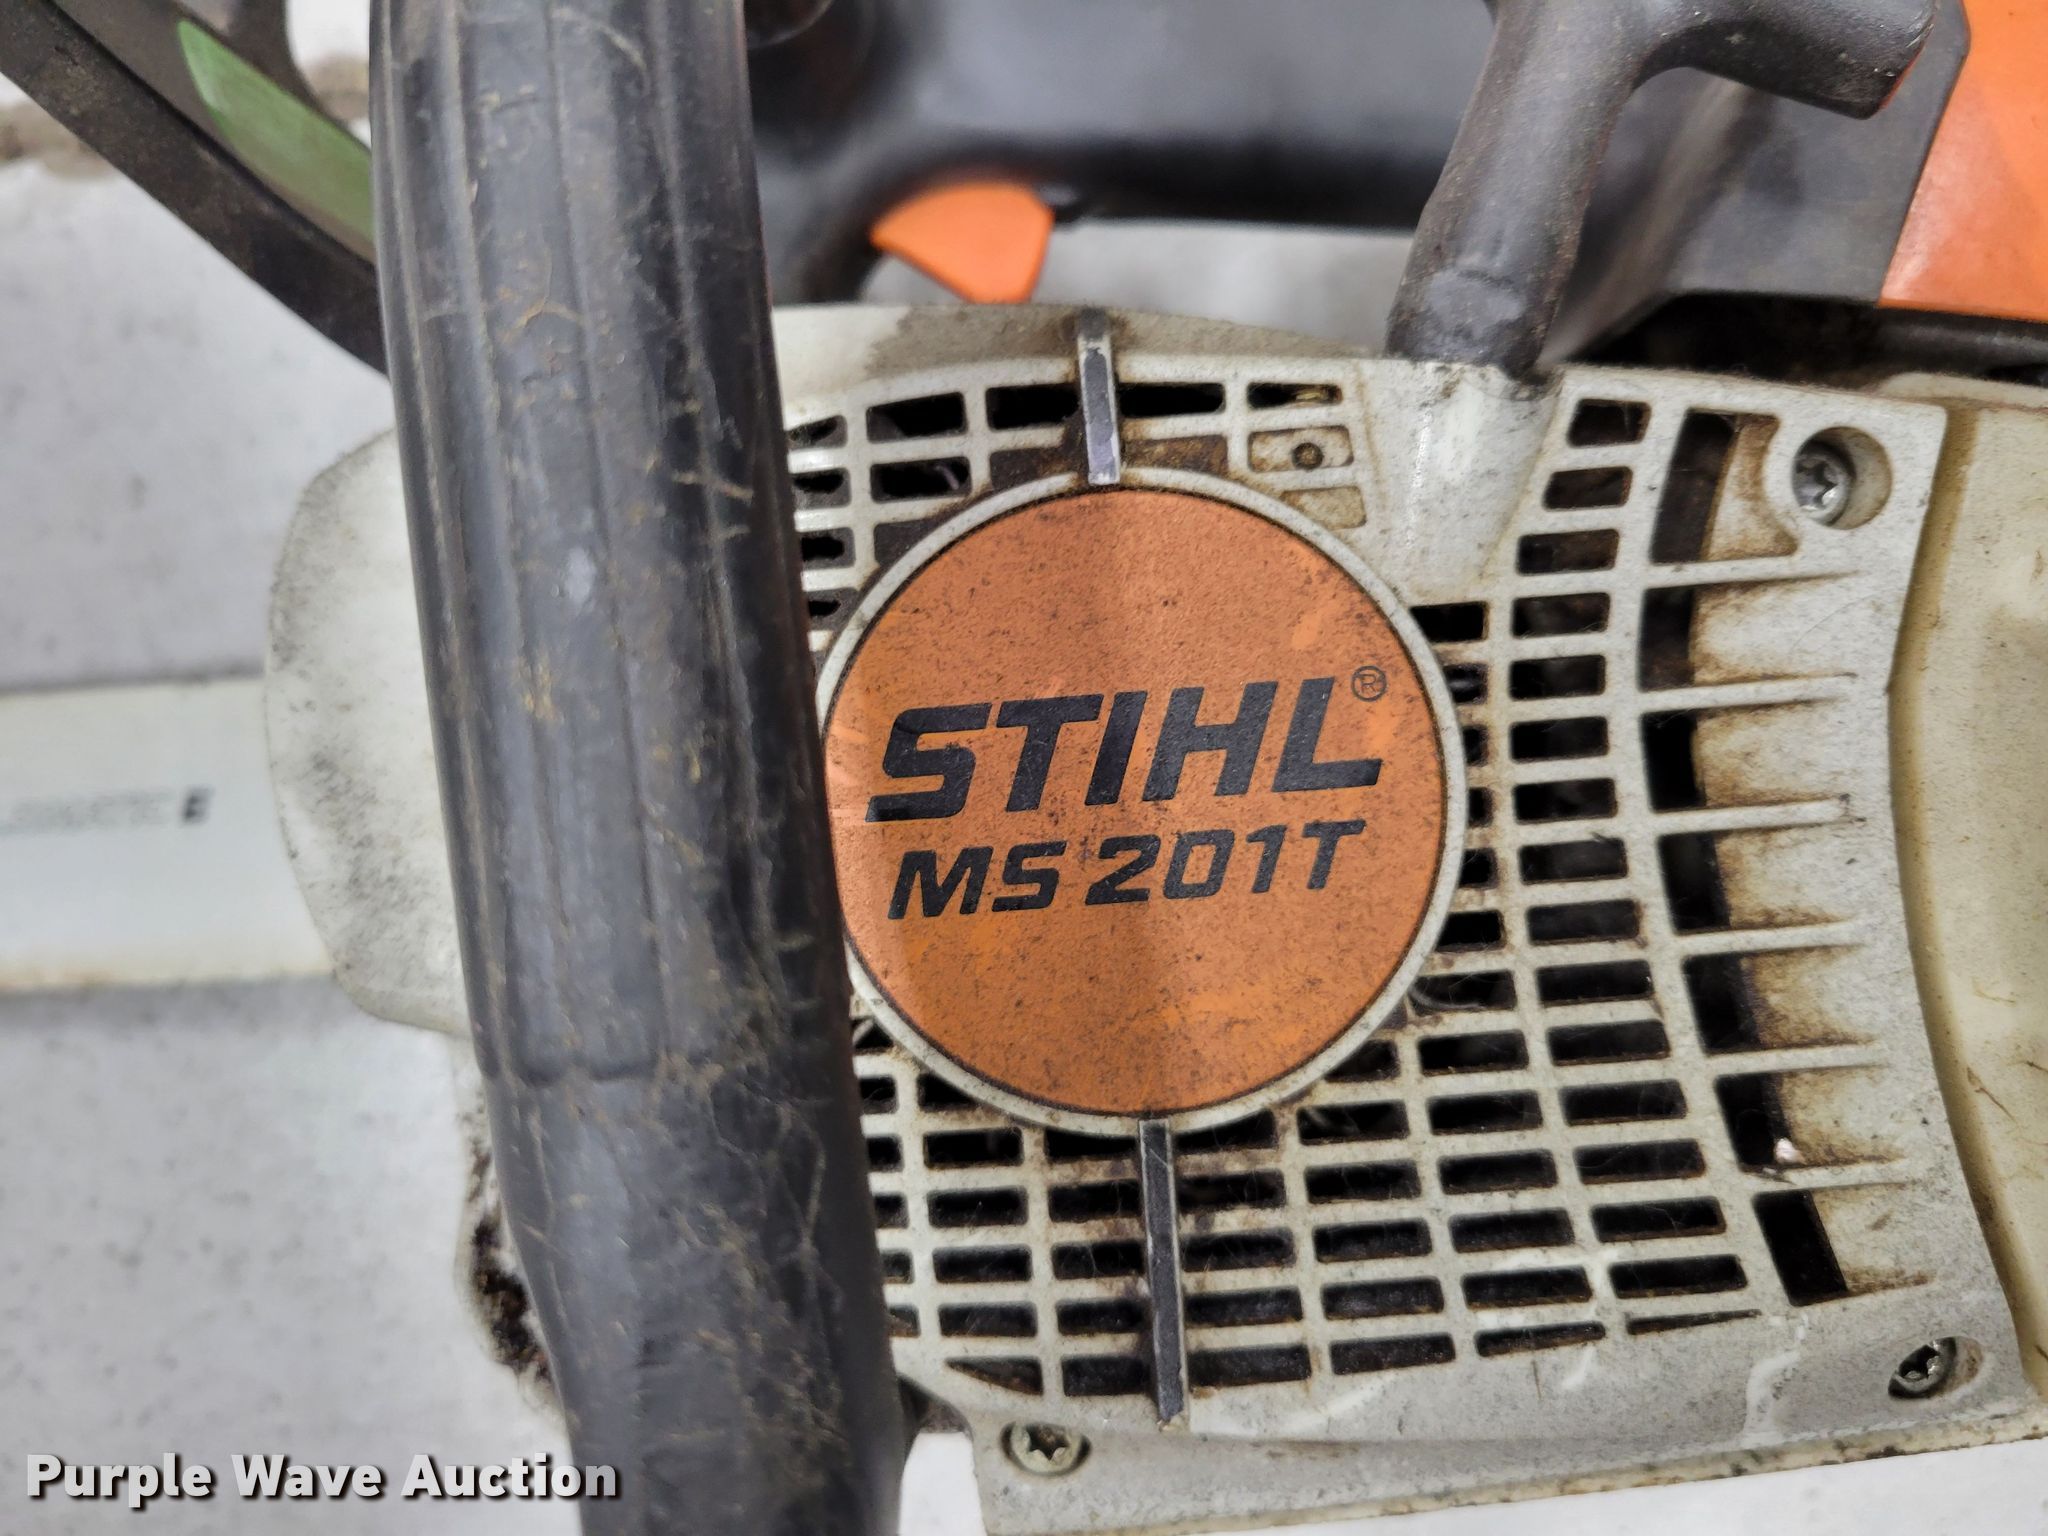 STIHL®
MS 201T
E
Purple Wave Auction